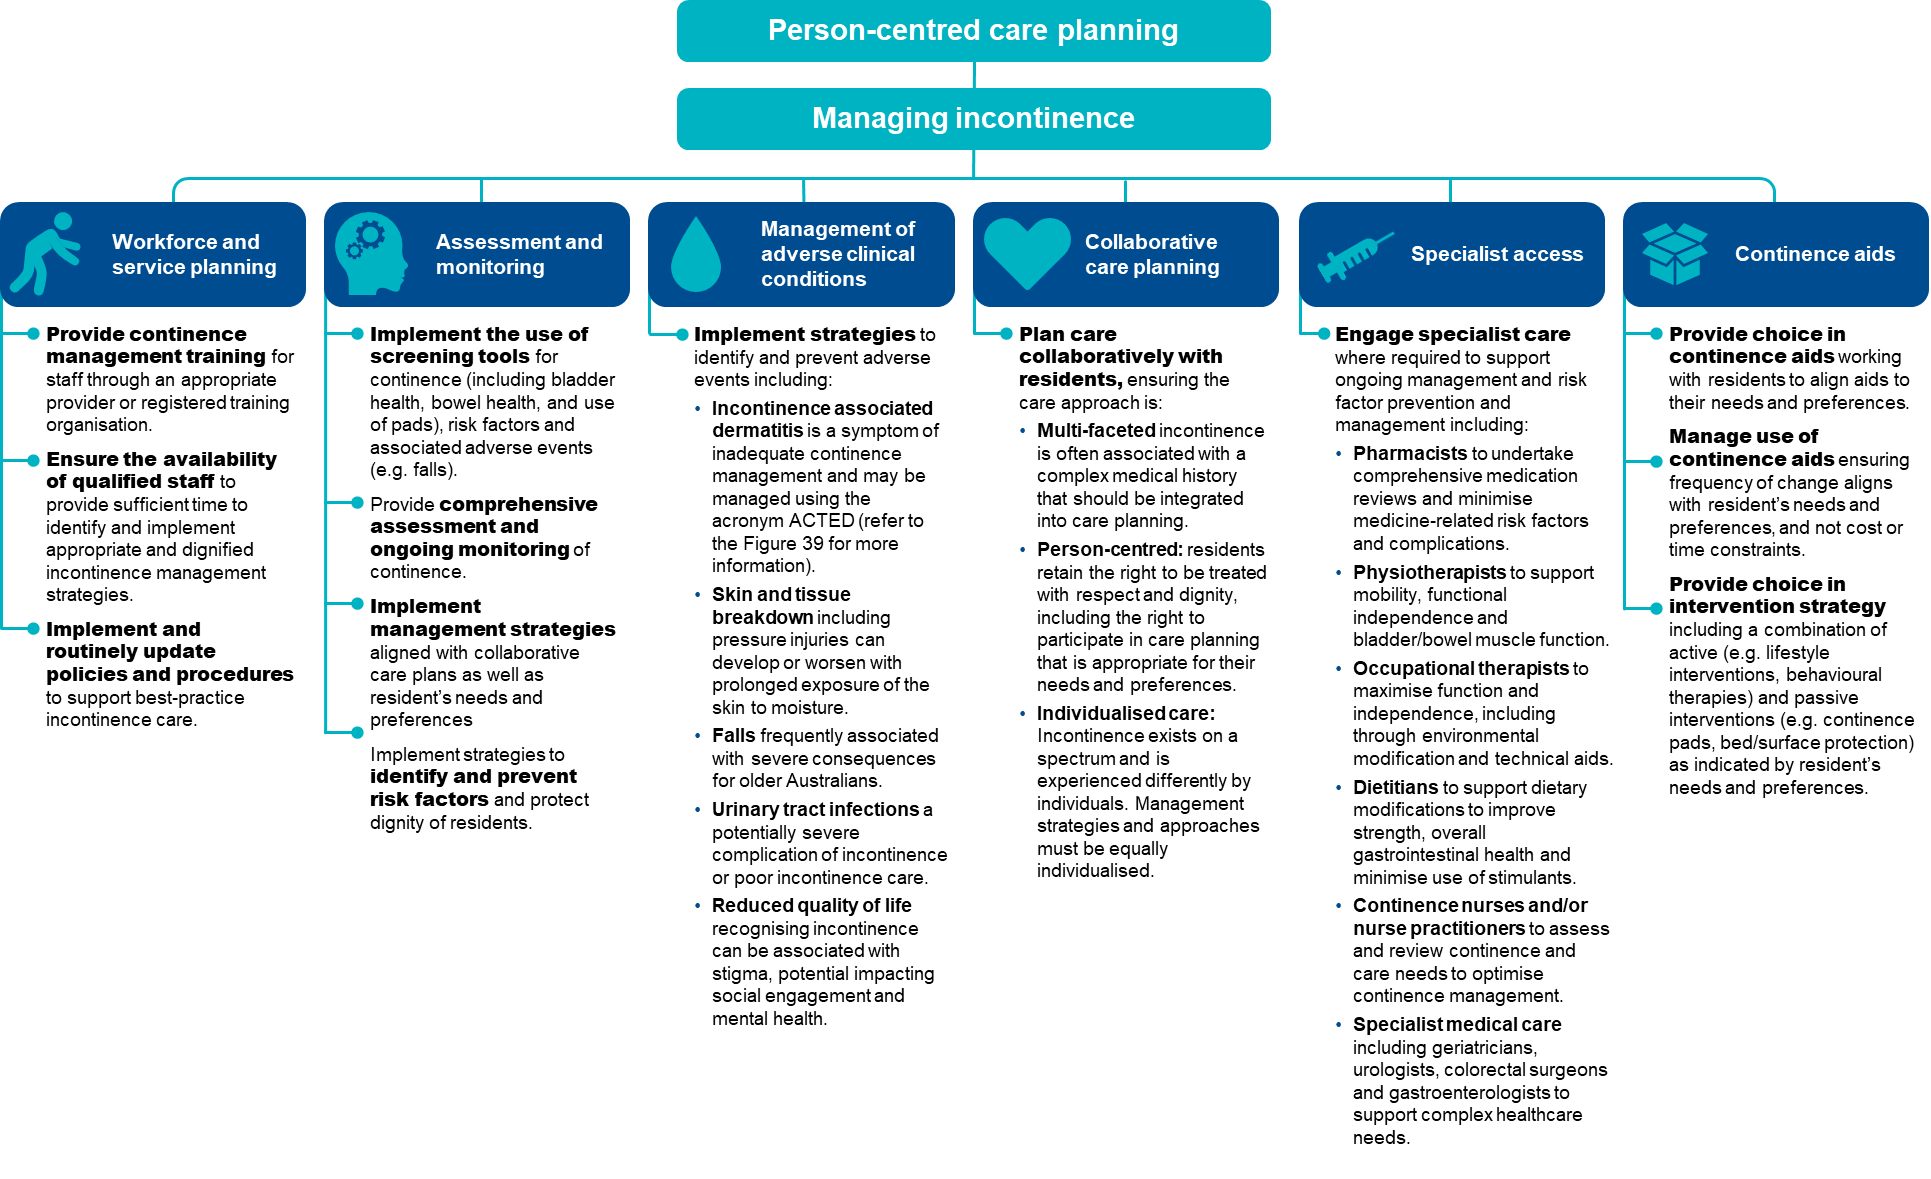 Person-centred care planning
Managing incontinence
Workforce and
service planning
Provide continence
management training for
staff through an appropriate
provider or registered training
organisation.
Ensure the availability
of qualified staff to
provide sufficient time to
identify and implement
appropriate and dignified
incontinence management
strategies.
Implement and
routinely update
policies and procedures
to support best-practice
incontinence care.
Assessment and
monitoring
Implement the use of
screening tools for
continence (including bladder
health, bowel health, and use
of pads), risk factors and
associated adverse events
(e.g. falls).
Provide comprehensive
assessment and
ongoing monitoring of
continence.
Implement
management strategies
aligned with collaborative
care plans as well as
resident's needs and
preferences
Implement strategies to
identify and prevent
risk factors and protect
dignity of residents.
Management of
adverse clinical
conditions
Implement strategies to
identify and prevent adverse
events including:
• Incontinence associated
dermatitis is a symptom of
inadequate continence
management and may be
managed using the
acronym ACTED (refer to
the Figure 39 for more
information).
• Skin and tissue
breakdown including
pressure injuries can
develop or worsen with
prolonged exposure of the
skin to moisture.
• Falls frequently associated
with severe consequences
for older Australians.
• Urinary tract infections a
potentially severe
complication of incontinence
or poor incontinence care.
• Reduced quality of life
recognising incontinence
can be associated with
stigma, potential impacting
social engagement and
mental health.
Collaborative
care planning
Plan care
collaboratively with
residents, ensuring the
care approach is:
• Multi-faceted incontinence
is often associated with a
complex medical history
that should be integrated
into care planning.
• Person-centred: residents
retain the right to be treated
with respect and dignity,
including the right to
participate in care planning
that is appropriate for their
needs and preferences.
• Individualised care:
Incontinence exists on a
spectrum and is
experienced differently by
individuals. Management
strategies and approaches
must be equally
individualised.
Specialist access
Engage specialist care
where required to support
ongoing management and risk
factor prevention and
management including:
• Pharmacists to undertake
comprehensive medication
reviews and minimise
medicine-related risk factors
and complications.
• Physiotherapists to support
mobility, functional
independence and
bladder/bowel muscle function.
• Occupational therapists to
maximise function and
independence, including
through environmental
modification and technical aids.
• Dietitians to support dietary
modifications to improve
strength, overall
gastrointestinal health and
minimise use of stimulants.
• Continence nurses and/or
nurse practitioners to assess
and review continence and
care needs to optimise
continence management.
• Specialist medical care
including geriatricians,
urologists, colorectal surgeons
and gastroenterologists to
support complex healthcare
needs.
Continence aids
Provide choice in
continence aids working
with residents to align aids to
their needs and preferences.
Manage use of
continence aids ensuring
frequency of change aligns
with resident's needs and
preferences, and not cost or
time constraints.
Provide choice in
intervention strategy
including a combination of
active (e.g. lifestyle
interventions, behavioural
therapies) and passive
interventions (e.g. continence
pads, bed/surface protection)
as indicated by resident's
needs and preferences.